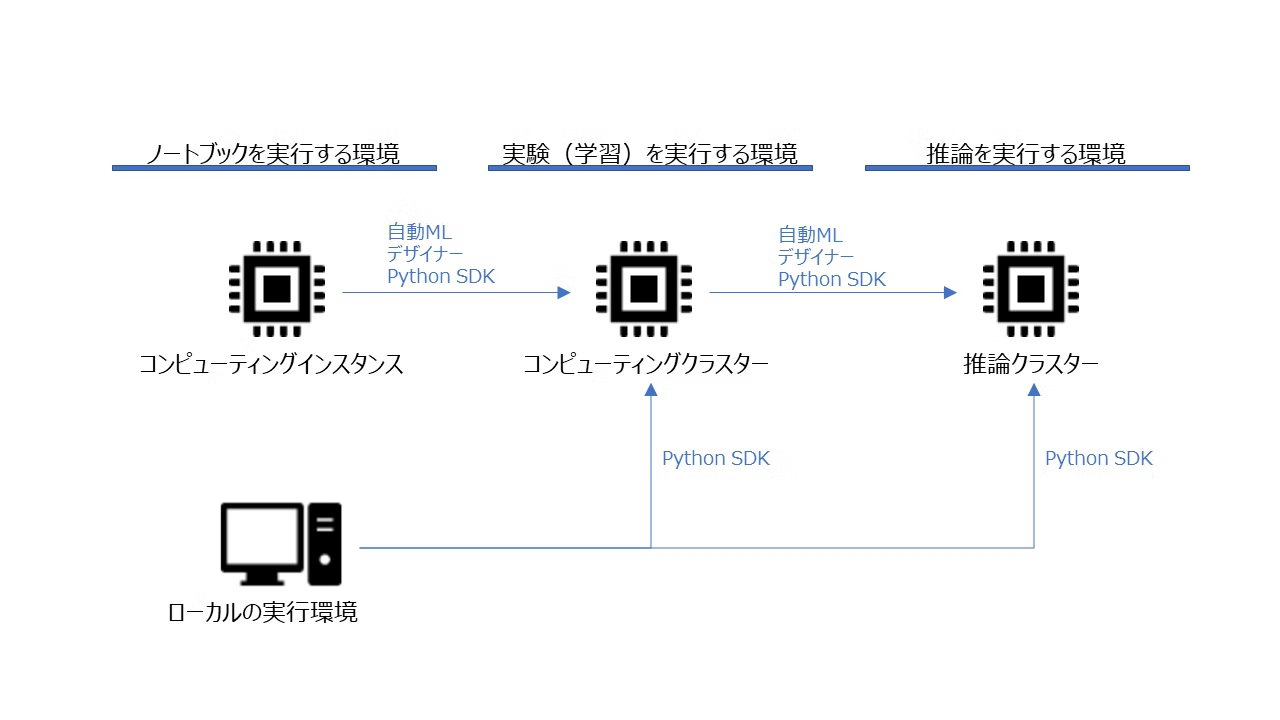 ノートブックを実行する環境
実験（学習）を実行する環境
推論を実行する環境
自動ML
デザイナー
Python SDK
自動ML
デザイナー
Python SDK
コンピューティングインスタンス
コンピューティングクラスター
推論クラスター
Python SDK
Python SDK
ローカルの実行環境